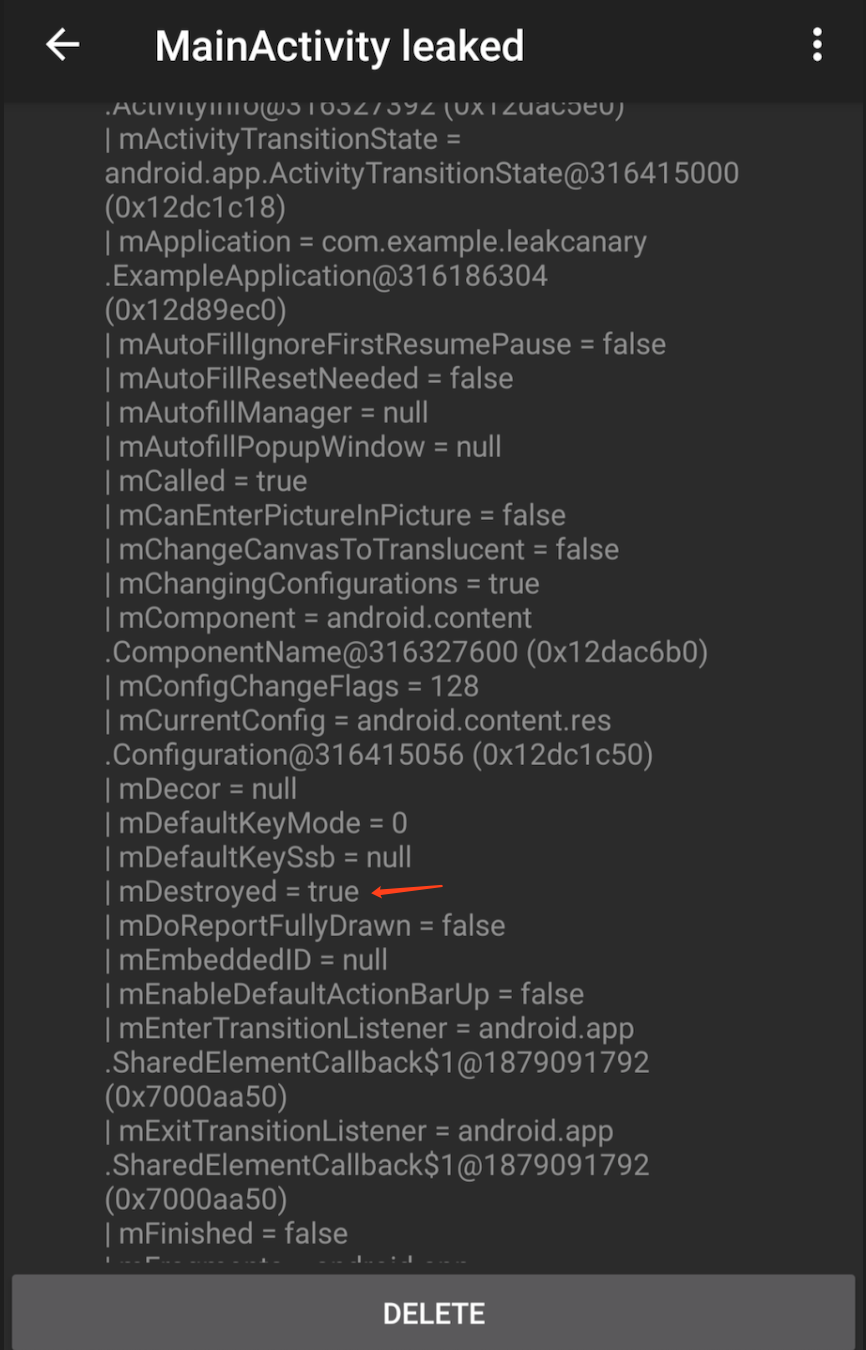 MainActivity leaked
.ActivityInfo@316327392 (0x12dac5e0)
| mActivityTransitionState =
android.app.ActivityTransitionState@316415000
(0x12dc1c18)
| mApplication = com.example.leakcanary
.ExampleApplication@316186304
(0x12d89ec0)
| mAutoFillIgnoreFirstResumePause = false
| mAutoFillResetNeeded = false
| mAutofillManager = null
| mAutofillPopupWindow = null
| mCalled = true
| mCanEnterPictureInPicture = false
| mChangeCanvasToTranslucent = false
| mChangingConfigurations = true
| mComponent = android.content
.ComponentName@316327600 (0x12dac6b0)
| mConfigChangeFlags = 128
| mCurrentConfig = android.content.res
.Configuration@316415056 (0x12dc1c50)
| mDecor = null
| mDefaultKeyMode = 0
| mDefaultKeySsb = null
| mDestroyed = true
| mDoReportFullyDrawn = false
| mEmbeddedID = null
| mEnableDefaultActionBarUp = false
| mEnterTransitionListener = android.app
.SharedElementCallback$1@1879091792
(0x7000aa50)
| mExitTransitionListener = android.app
.SharedElementCallback$1@1879091792
(0x7000aa50)
| mFinished = false
DELETE